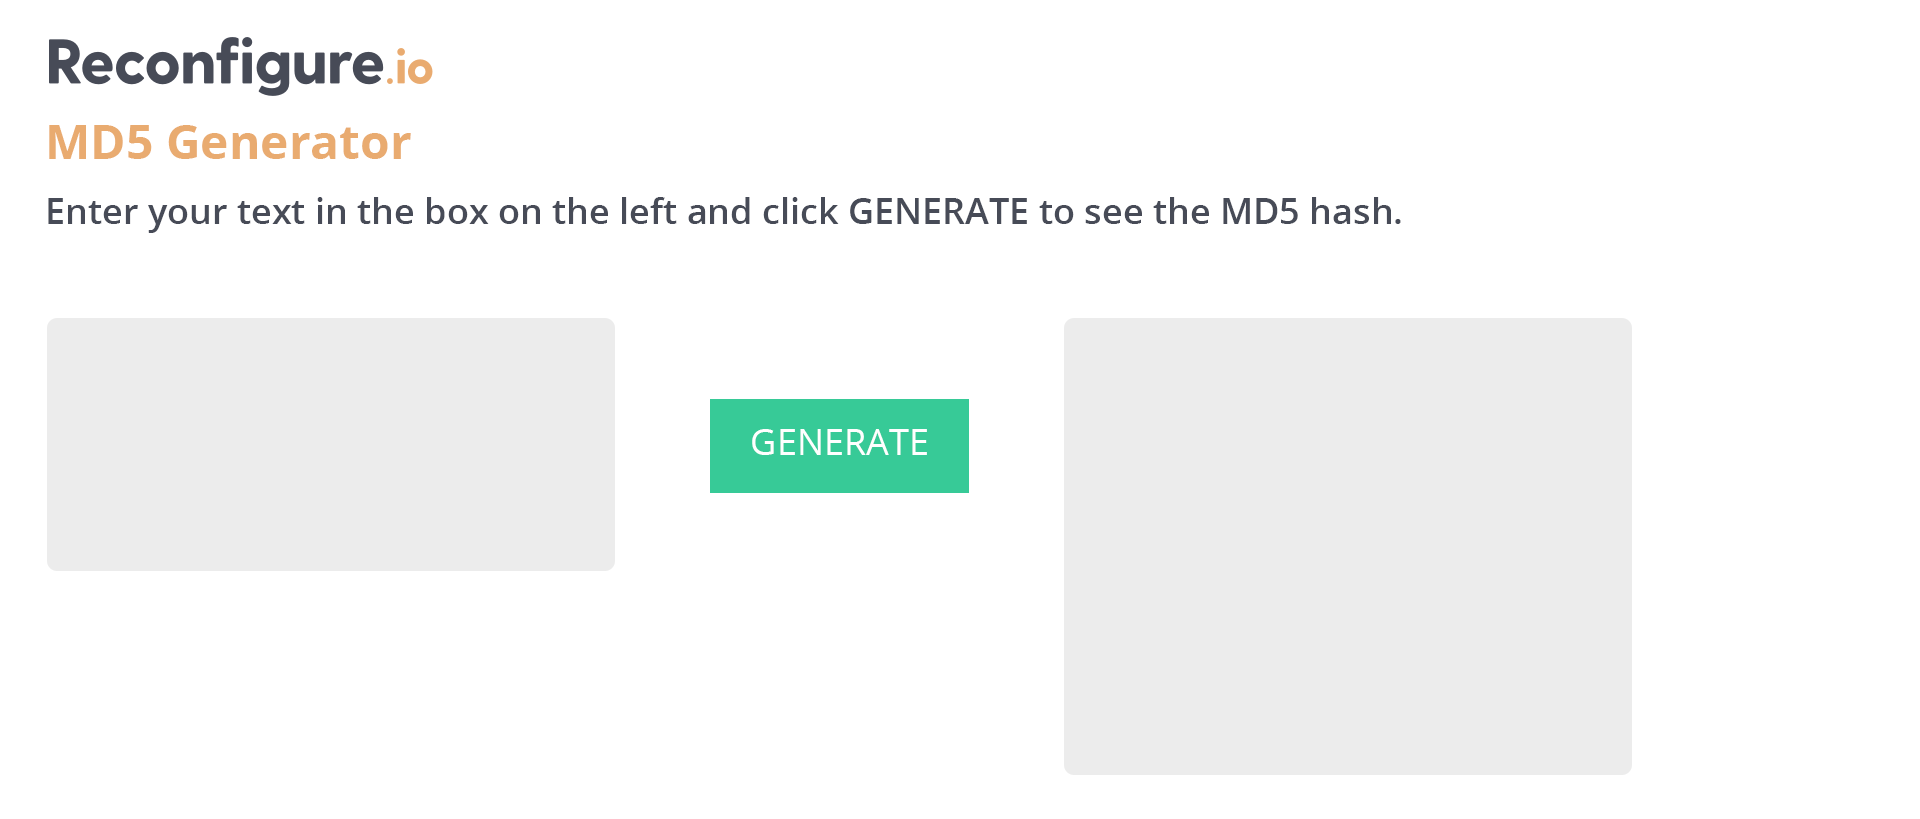 Reconfigure.io
MD5 Generator
Enter your text in the box on the left and click GENERATE to see the MD5 hash.
GENERATE